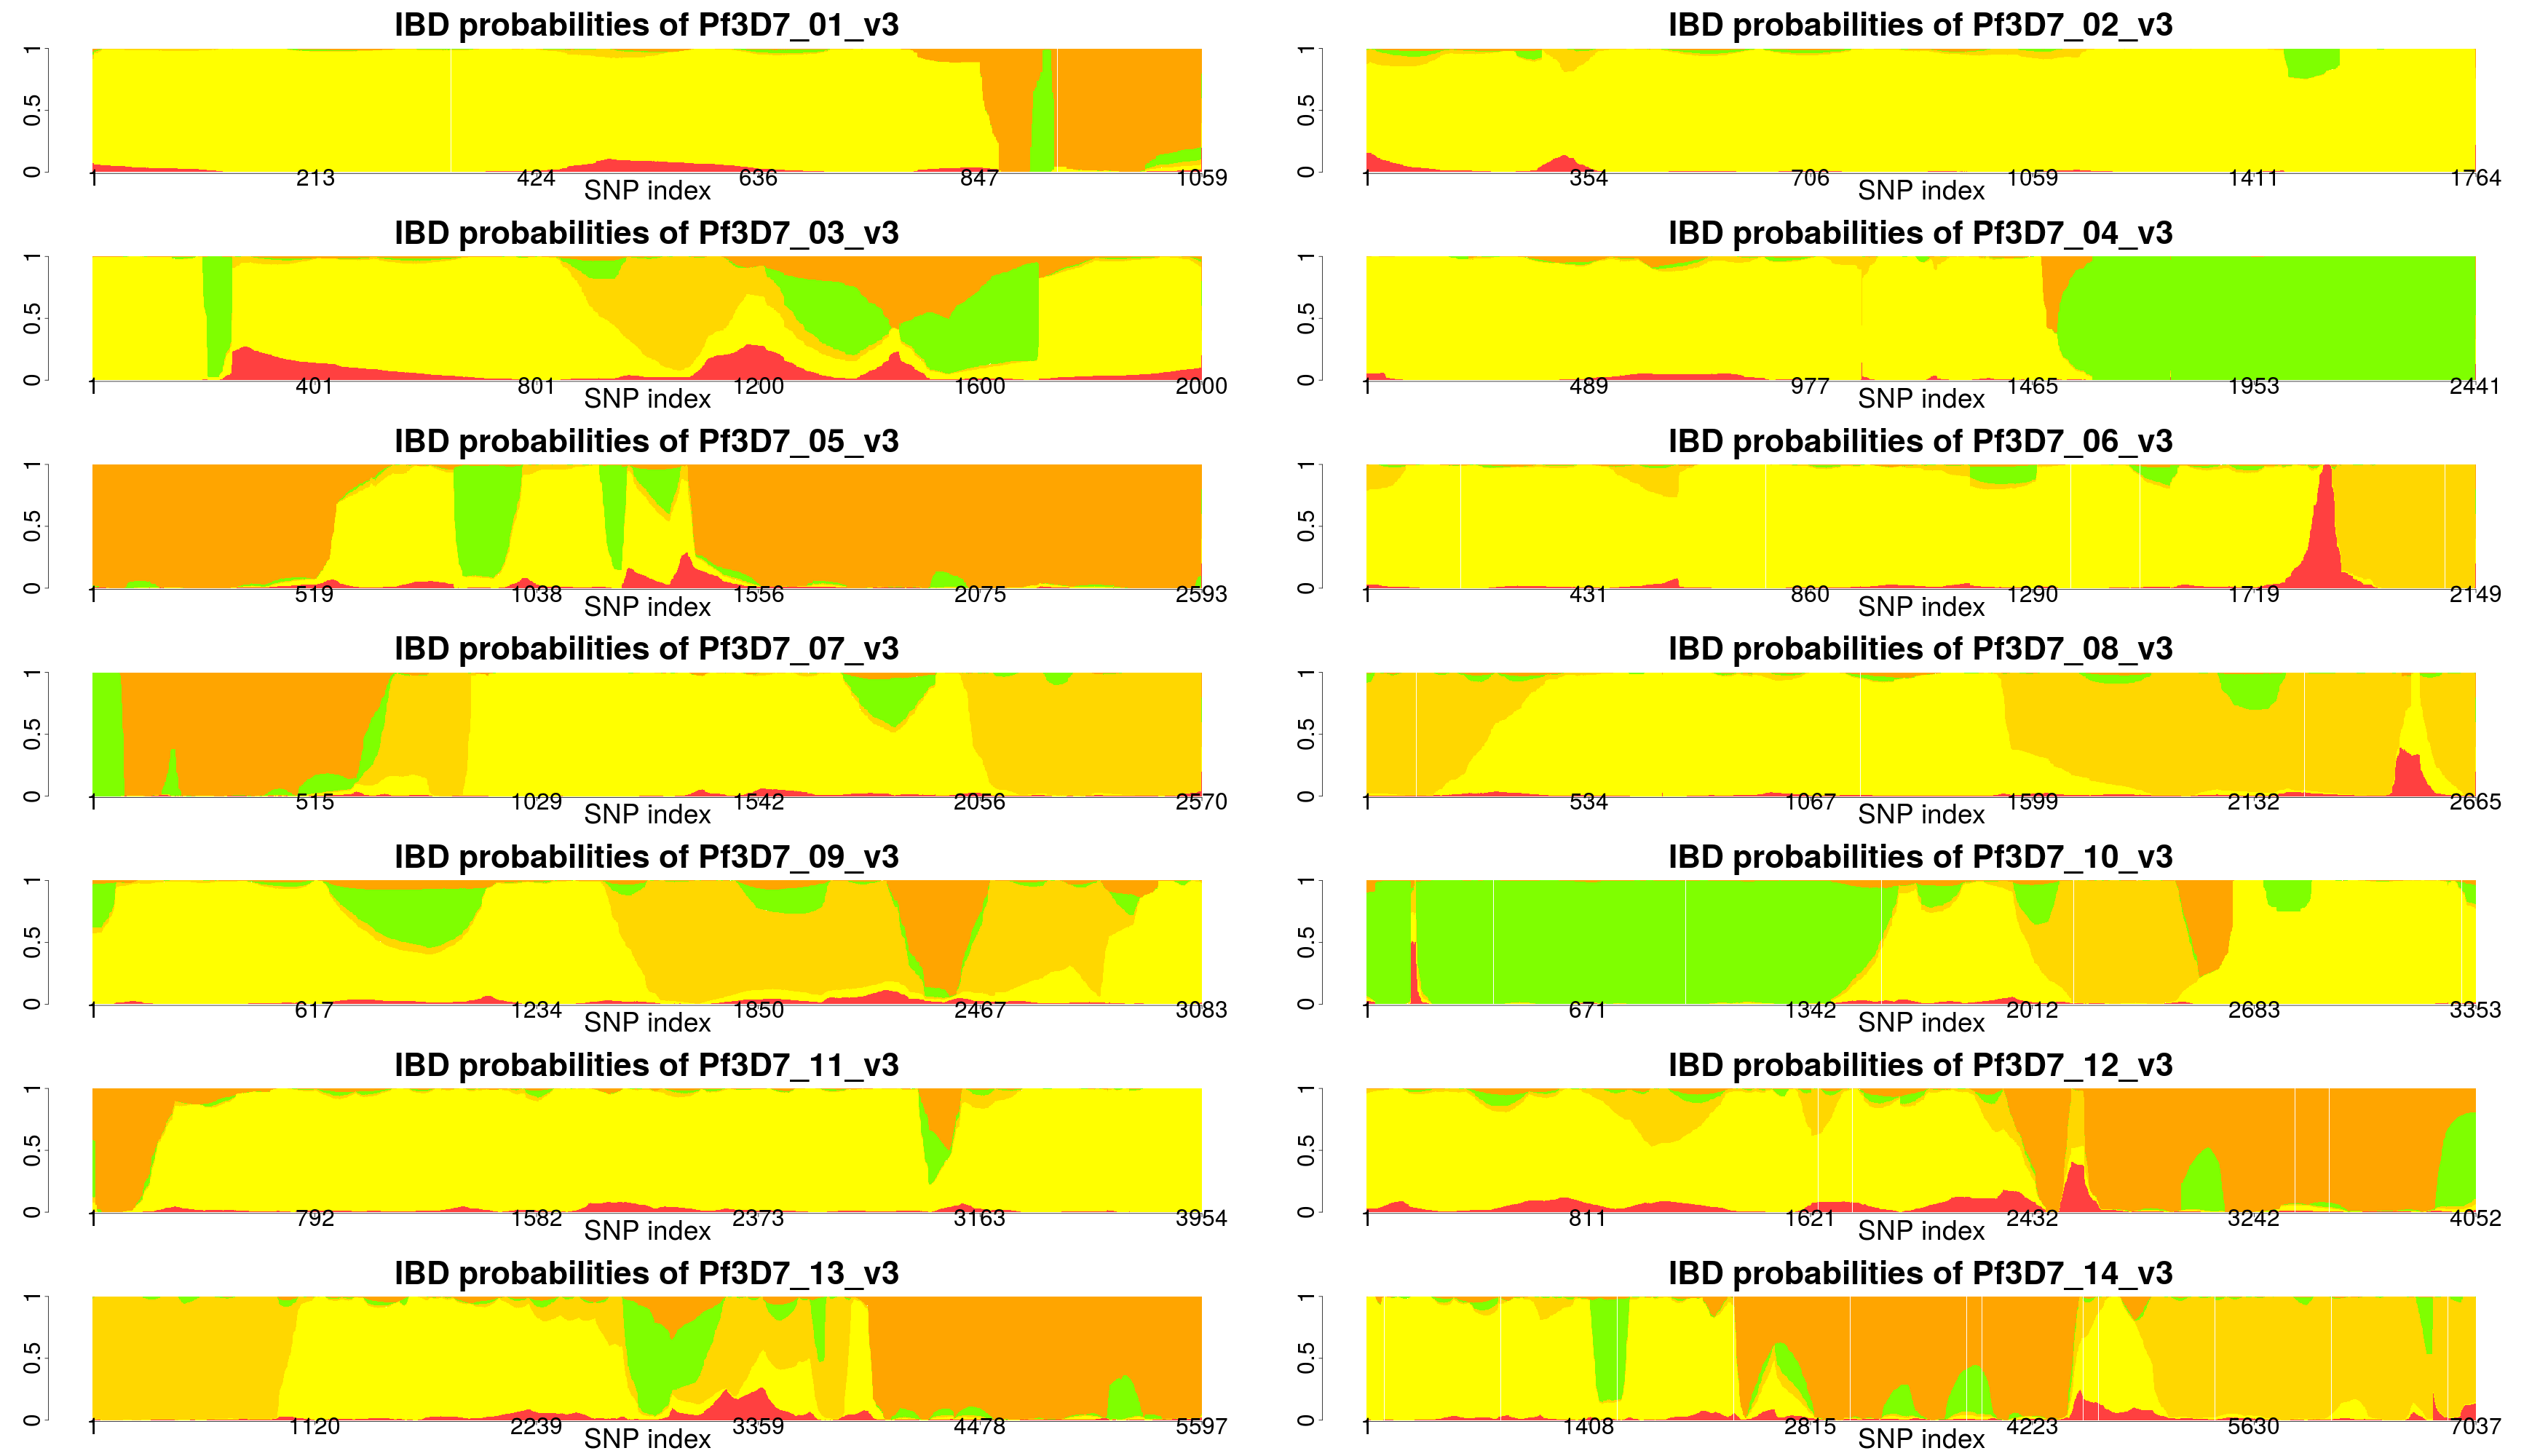 IBD probabilities of Pf3D7_01_v3
0 0.5 1
1 213 424 636 847 1059
SNP index
IBD probabilities of Pf3D7_02_v3
0 0.5 1
1 354 706 1059 1411 1764
SNP index
IBD probabilities of Pf3D7_03_v3
0 0.5 1
1 401 801 1200 1600 2000
SNP index
IBD probabilities of Pf3D7_04_v3
0 0.5 1
1 489 977 1465 1953 2441
SNP index
IBD probabilities of Pf3D7_05_v3
0 0.5 1
1 519 1038 1556 2075 2593
SNP index
IBD probabilities of Pf3D7_06_v3
0 0.5 1
1 431 860 1290 1719 2149
SNP index
IBD probabilities of Pf3D7_07_v3
0 0.5 1
1 515 1029 1542 2056 2570
SNP index
IBD probabilities of Pf3D7_08_v3
0 0.5 1
1 534 1067 1599 2132 2665
SNP index
IBD probabilities of Pf3D7_09_v3
0 0.5 1
1 617 1234 1850 2467 3083
SNP index
IBD probabilities of Pf3D7_10_v3
0 0.5 1
1 671 1342 2012 2683 3353
SNP index
IBD probabilities of Pf3D7_11_v3
0 0.5 1
1 792 1582 2373 3163 3954
SNP index
IBD probabilities of Pf3D7_12_v3
0 0.5 1
1 811 1621 2432 3242 4052
SNP index
IBD probabilities of Pf3D7_13_v3
0 0.5 1
1 1120 2239 3359 4478 5597
SNP index
IBD probabilities of Pf3D7_14_v3
0 0.5 1
1 1408 2815 4223 5630 7037
SNP index